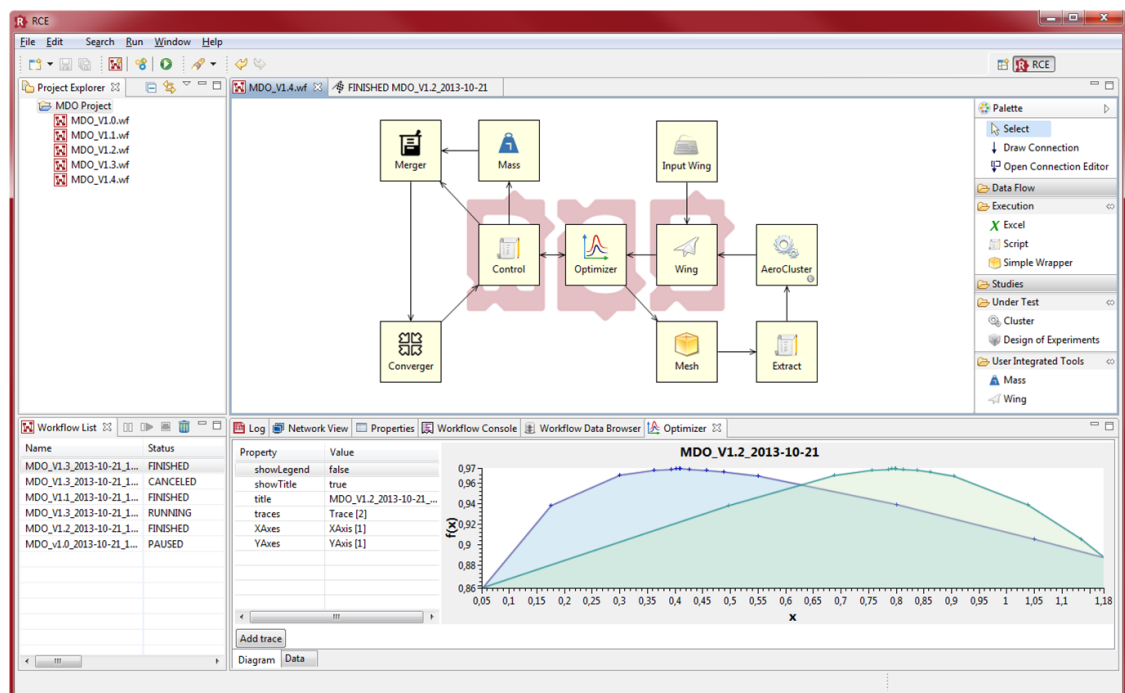 RCE
File Edit Search Run Window Help
RCE
Project Explorer
MDO Project
MDO_V1.0.wf
MDO_V1.1.wf
MDO_V1.2.wf
MDO_V1.3.wf
MDO_V1.4.wf
MDO_V1.4.wf FINISHED MDO_V1.2_2013-10-21
Merger
Mass
Input Wing
Control
Optimizer
Wing
AeroCluster
Converger
Mesh
Extract
Palette
Select
Draw Connection
Open Connection Editor
Data Flow
Execution
Excel
Script
Simple Wrapper
Studies
Under Test
Cluster
Design of Experiments
User Integrated Tools
Mass
Wing
Workflow List
Name Status
MDO_V1.3_2013-10-21_1... FINISHED
MDO_V1.3_2013-10-21_1... CANCELED
MDO_V1.1_2013-10-21_1... FINISHED
MDO_V1.3_2013-10-21_1... RUNNING
MDO_V1.2_2013-10-21_1... FINISHED
MDO_v1.0_2013-10-21_1... PAUSED
Log Network View Properties Workflow Console Workflow Data Browser Optimizer
Property Value
showLegend false
showTitle true
title MDO_V1.2_2013-10-21_...
traces Trace [2]
XAxes XAxis [1]
YAxes YAxis [1]
Add trace
Diagram Data
MDO_V1.2_2013-10-21
f(x)
0,97
0,96
0,94
0,92
0,9
0,88
0,86
0,05 0,1 0,15 0,2 0,25 0,3 0,35 0,4 0,45 0,5 0,55 0,6 0,65 0,7 0,75 0,8 0,85 0,9 0,95 1 1,05 1,1 1,18
x